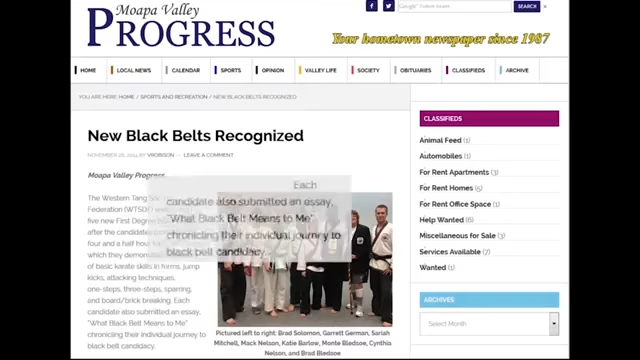 Moapa Valley
PROGRESS
SEARCH
Your hometown newspaper since 1987
HOME
LOCAL NEWS
CALENDAR
SPORTS
OPINION
VALLEY LIFE
SOCIETY
OBITUARIES
CLASSIFIEDS
ARCHIVE
YOU ARE HERE: HOME / SPORTS AND RECREATION / NEW BLACK BELTS RECOGNIZED
New Black Belts Recognized
NOVEMBER 26, 2014 VROBISON LEAVE A COMMENT
Moapa Valley Progress
The Western Tang Soo
Federation (WTSDF)
five new First Degree
after the candidates
four and a half hour
which they demonstrated
of basic karate skills in forms, jump
kicks, attacking techniques,
one-steps, three-steps, sparring,
and board/brick breaking. Each
candidate also submitted an essay,
"What Black Belt Means to Me"
chronicling their individual journey to
black belt candidacy.
Each
candidate also submitted an essay,
"What Black Belt Means to Me"
chronicling their individual journey to
black belt candidacy.
Pictured left to right: Brad Solomon, Garrett German, Sariah
Mitchell, Mack Nelson, Katie Barlow, Monte Bledsoe, Cynthia
Nelson, and Brad Bledsoe
CLASSIFIEDS
Animal Feed (1)
Automobiles (1)
For Rent Apartments (3)
For Rent Homes (5)
For Rent Office Space (1)
Help Wanted (6)
Miscellaneous for Sale (3)
Services Available (7)
Wanted (1)
ARCHIVES
Select Month